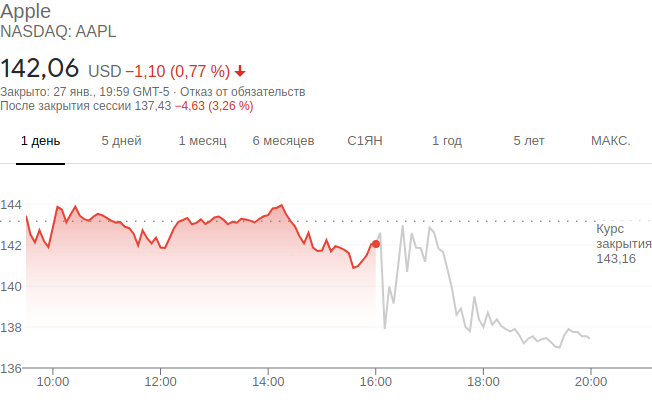 Apple
NASDAQ: AAPL
142,06 USD −1,10 (0,77 %)
Закрыто: 27 янв., 19:59 GMT-5 · Отказ от обязательств
После закрытия сессии 137,43 −4,63 (3,26 %)
1 день 5 дней 1 месяц 6 месяцев С1ЯН 1 год 5 лет МАКС.
144
142
140
138
136
Курс
закрытия
143,16
10:00 12:00 14:00 16:00 18:00 20:00